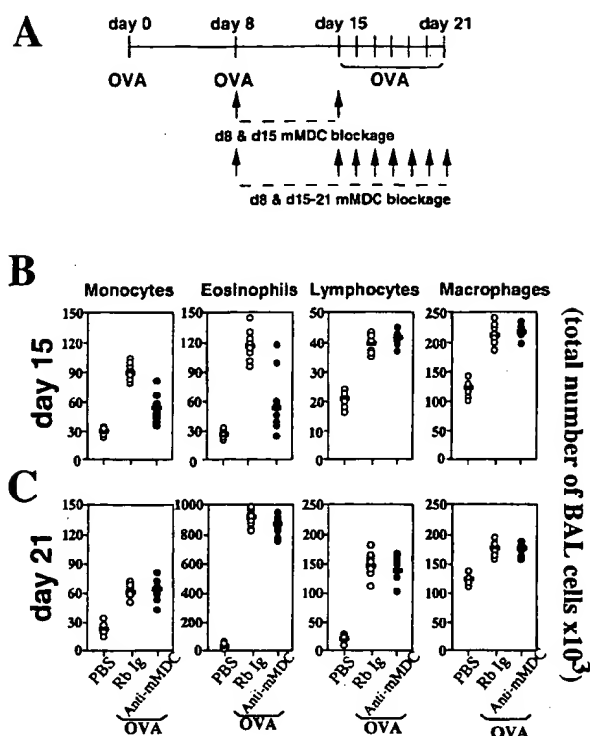 A
day 0 day 8 day 15 day 21
OVA OVA OVA
d8 & d15 mMDC blockage
d8 & d15-21 mMDC blockage
B
Monocytes Eosinophils Lymphocytes Macrophages
day 15
150 150 50 250
120 120 40 200
90 90 30 150
60 60 20 100
30 30 10 50
0 0 0 0
C
day 21
150 1000 250 250
120 800 200 200
90 600 150 150
60 400 100 100
30 200 50 50
0 0 0 0
PBS Rb Ig Anti-mMDC PBS Rb Ig Anti-mMDC PBS Rb Ig Anti-mMDC PBS Rb Ig Anti-mMDC
OVA OVA OVA OVA
(total number of BAL cells x10³)